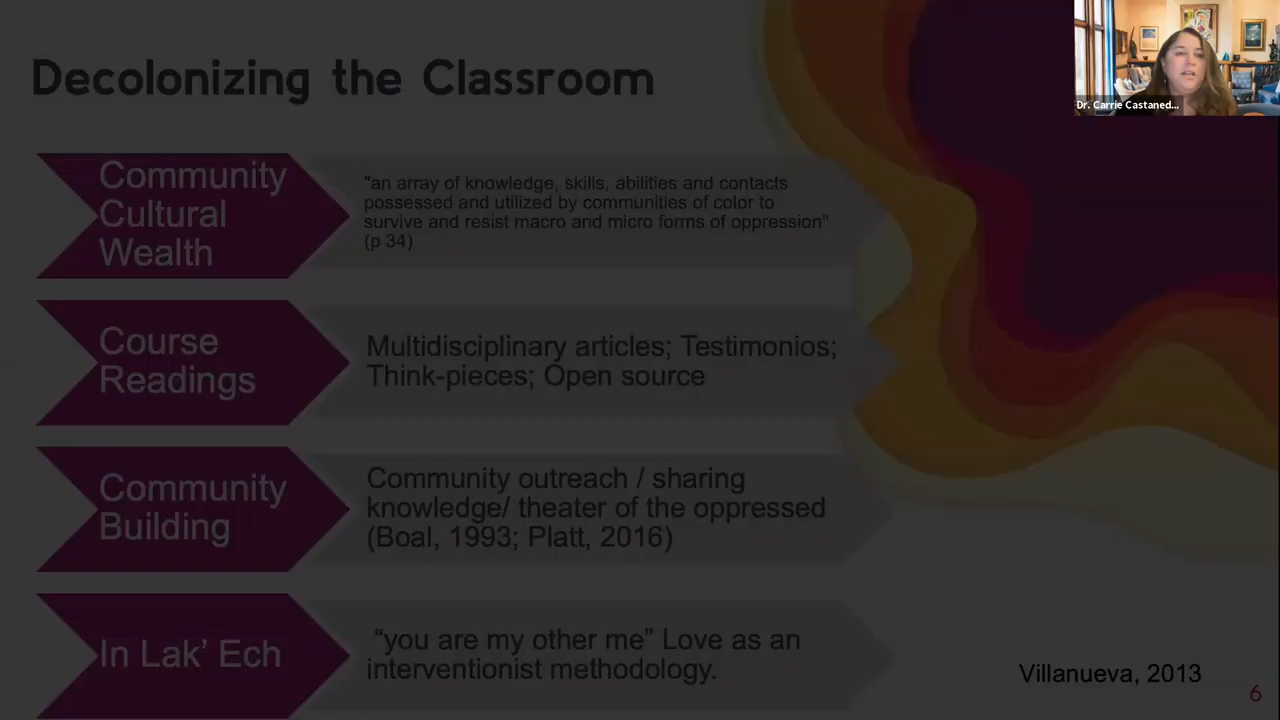 Decolonizing the Classroom
Dr. Carrie Castaned...
Community
Cultural
Wealth
"an array of knowledge, skills, abilities and contacts
possessed and utilized by communities of color to
survive and resist macro and micro forms of oppression"
(p 34)
Course
Readings
Multidisciplinary articles; Testimonios;
Think-pieces; Open source
Community
Building
Community outreach / sharing
knowledge/ theater of the oppressed
(Boal, 1993; Platt, 2016)
In Lak’ Ech
“you are my other me” Love as an
interventionist methodology.
Villanueva, 2013
6